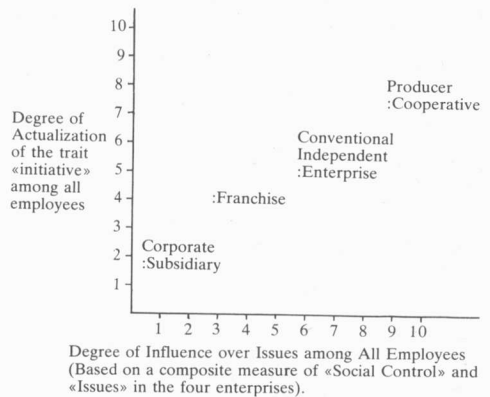 10
9
8
7
6
5
4
3
2
1
Degree of
Actualization
of the trait
«initiative»
among all
employees
Producer
:Cooperative
Conventional
Independent
:Enterprise
:Franchise
Corporate
:Subsidiary
1 2 3 4 5 6 7 8 9 10
Degree of Influence over Issues among All Employees
(Based on a composite measure of «Social Control» and
«Issues» in the four enterprises).